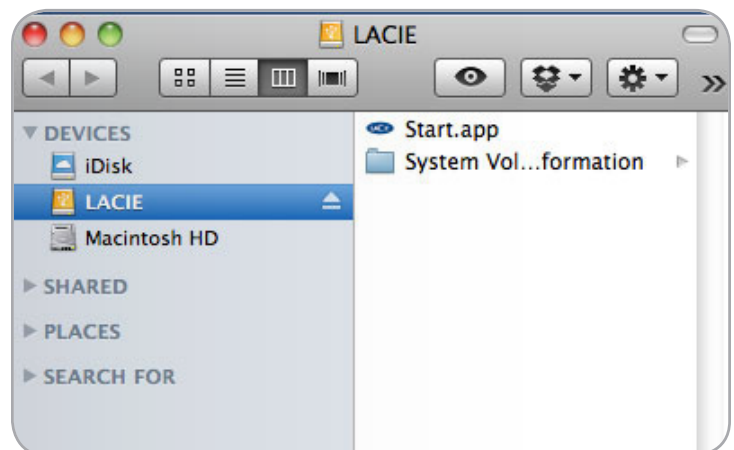 LACIE
DEVICES
iDisk
LACIE
Macintosh HD
SHARED
PLACES
SEARCH FOR
Start.app
System Vol...formation